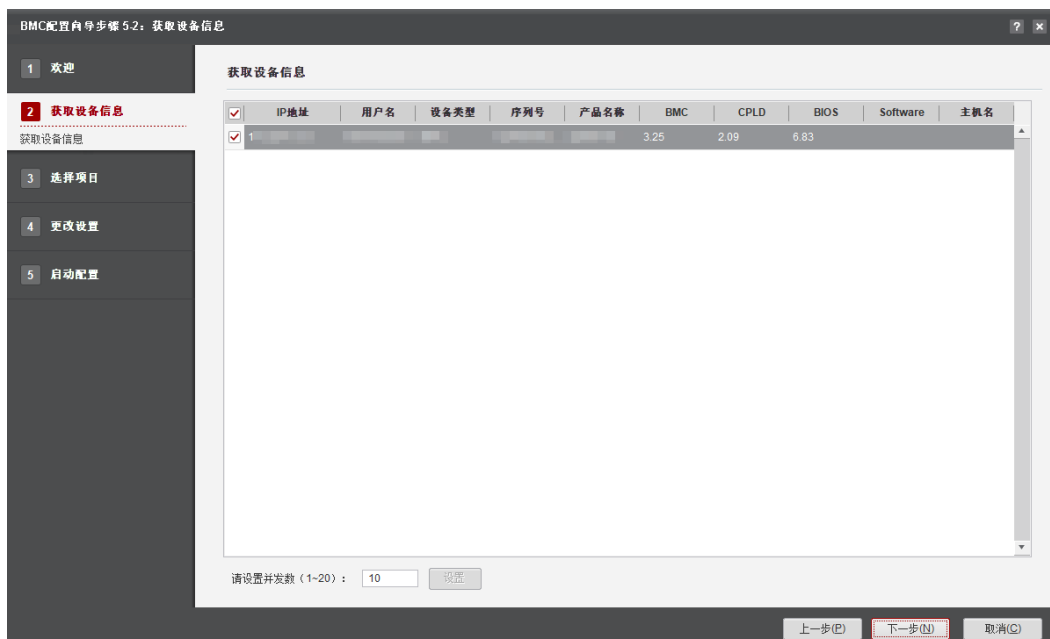 BMC配置向导步骤 5-2：获取设备信息
? ×
1 欢迎
2 获取设备信息
获取设备信息
3 选择项目
4 更改设置
5 启动配置
获取设备信息
IP地址 用户名 设备类型 序列号 产品名称 BMC CPLD BIOS Software 主机名
1 3.25 2.09 6.83
请设置并发数（1~20）： 10 设置
上一步(P) 下一步(N) 取消(C)